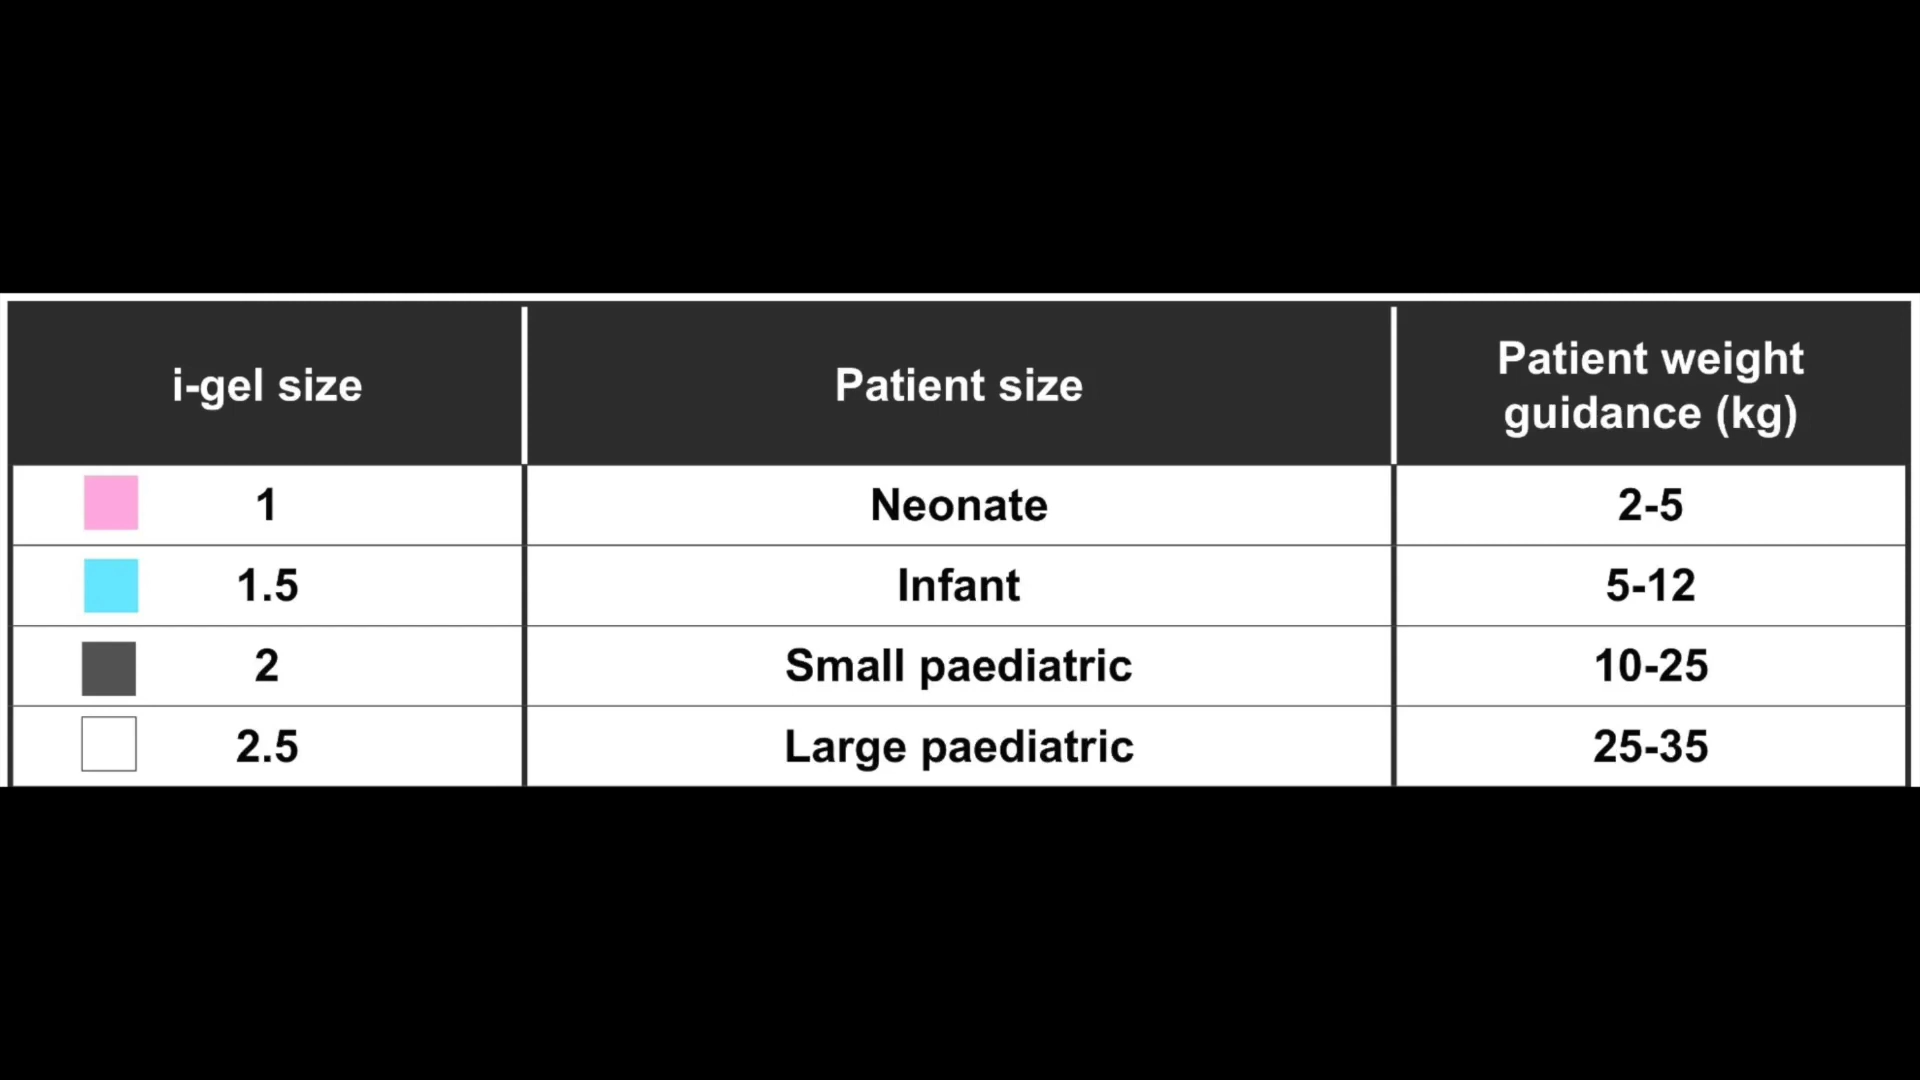 i-gel size
Patient size
Patient weight
guidance (kg)
1
Neonate
2-5
1.5
Infant
5-12
2
Small paediatric
10-25
2.5
Large paediatric
25-35